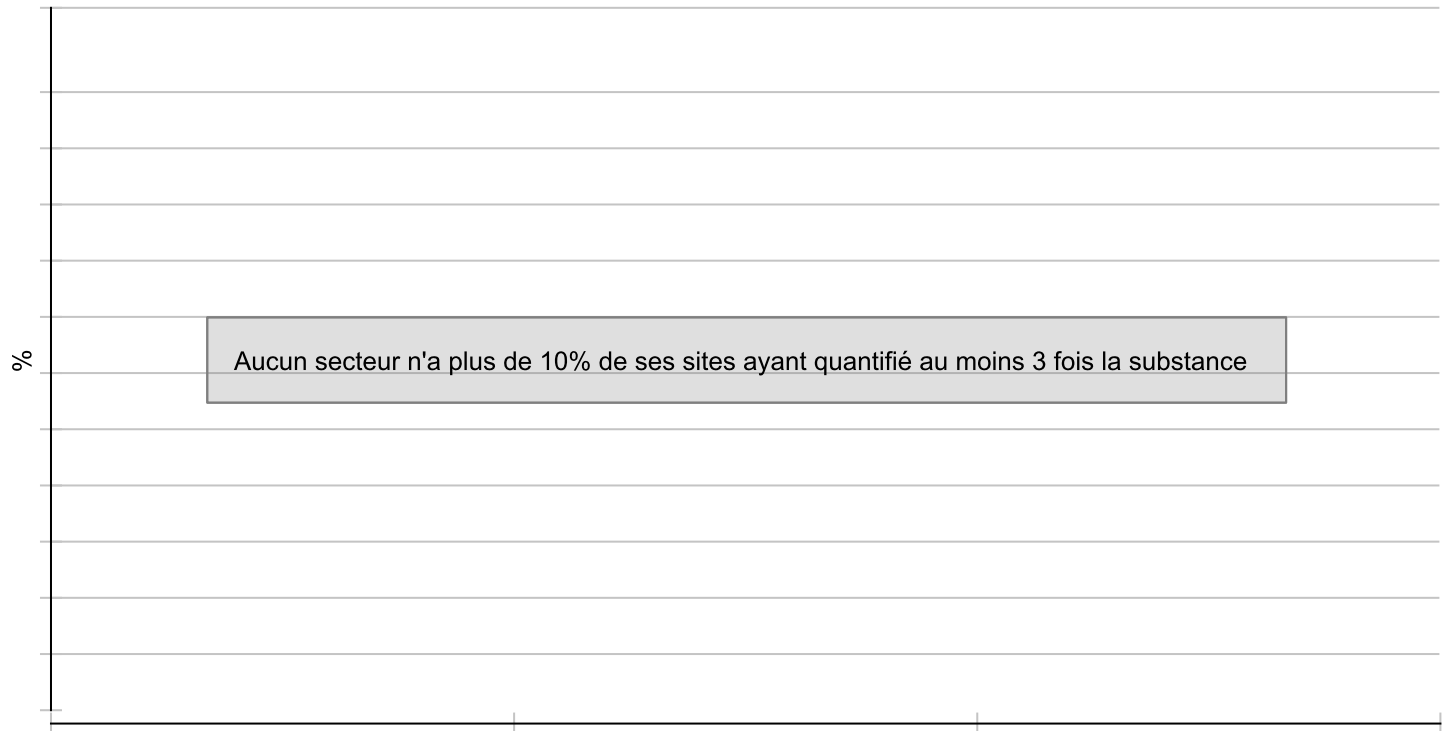 %
Aucun secteur n'a plus de 10% de ses sites ayant quantifié au moins 3 fois la substance